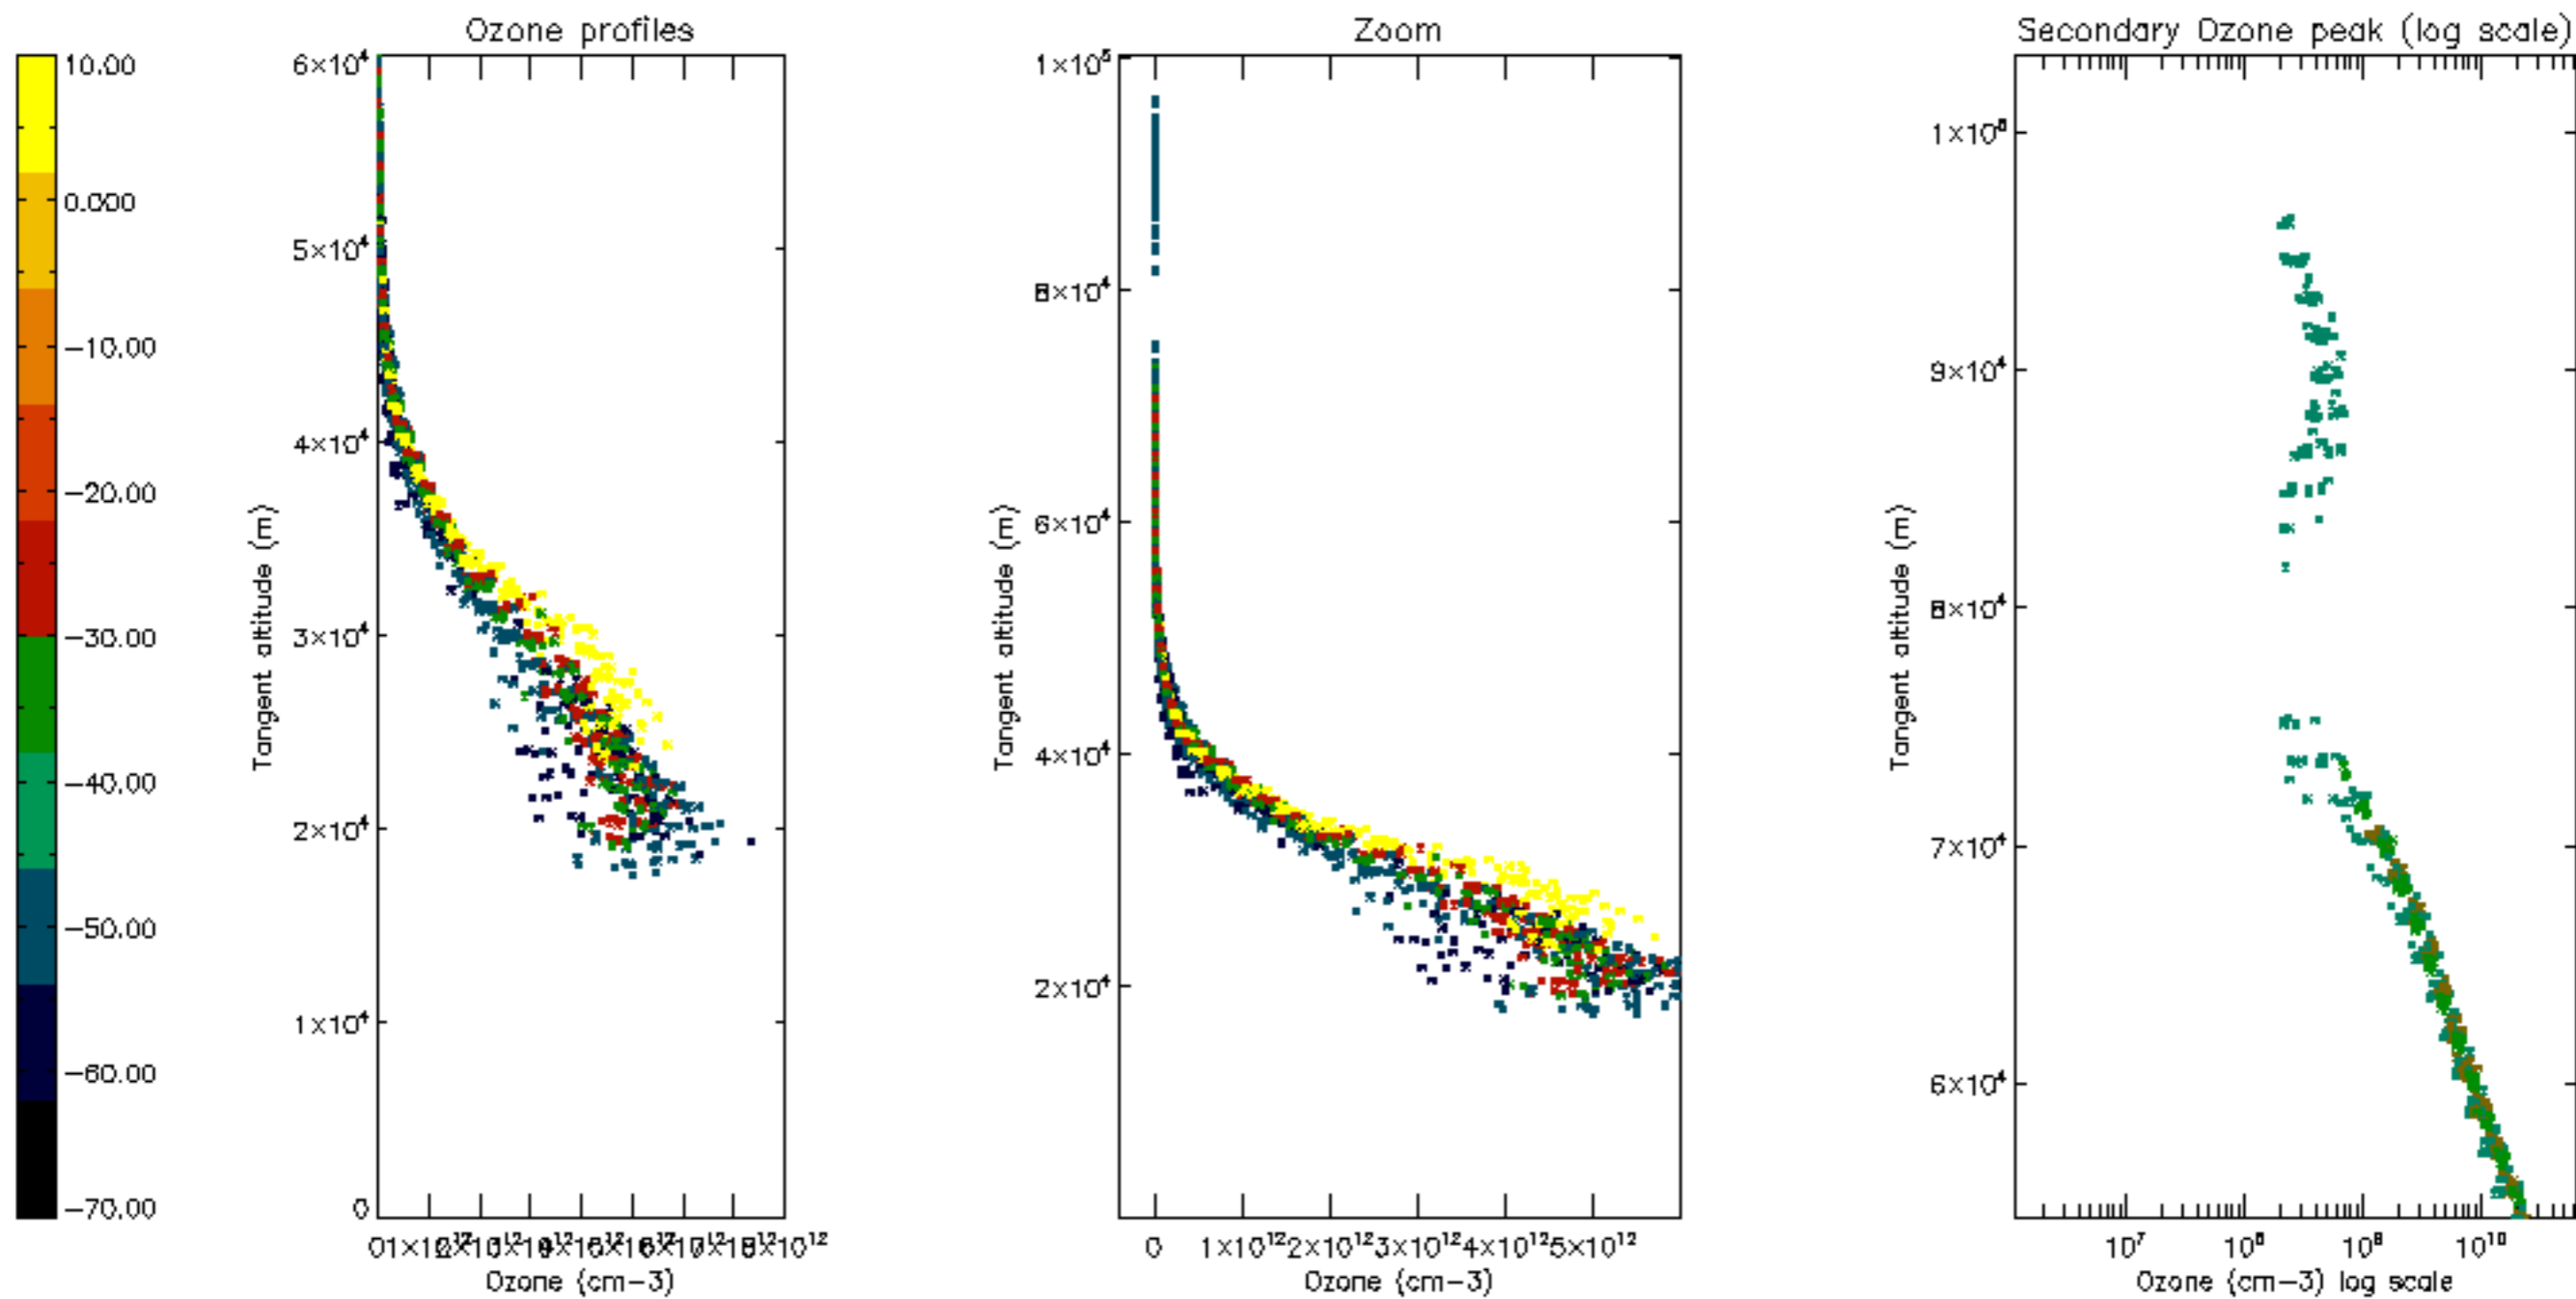 Ozone profiles
Zoom
Secondary Ozone peak (log scale)
10.00
0.000
−10.00
−20.00
−30.00
−40.00
−50.00
−60.00
−70.00
6×10⁴
5×10⁴
4×10⁴
3×10⁴
2×10⁴
1×10⁴
0
Tangent altitude (m)
Ozone (cm−3)
1×10⁵
8×10⁴
6×10⁴
4×10⁴
2×10⁴
Tangent altitude (m)
0 1×10¹² 2×10¹² 3×10¹² 4×10¹² 5×10¹²
Ozone (cm−3)
9×10⁴
8×10⁴
7×10⁴
6×10⁴
Tangent altitude (m)
10⁷ 10⁸ 10⁹ 10¹⁰
Ozone (cm−3) log scale